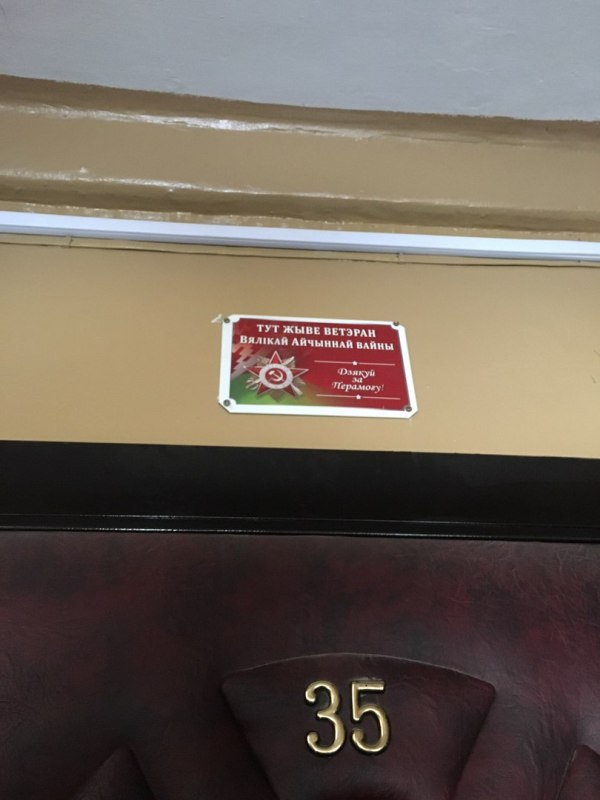 ТУТ ЖЫВЕ ВЕТЭРАН
ВЯЛІКАЙ АЙЧЫННАЙ ВАЙНЫ
Дзякуй
за
Перамогу!
35